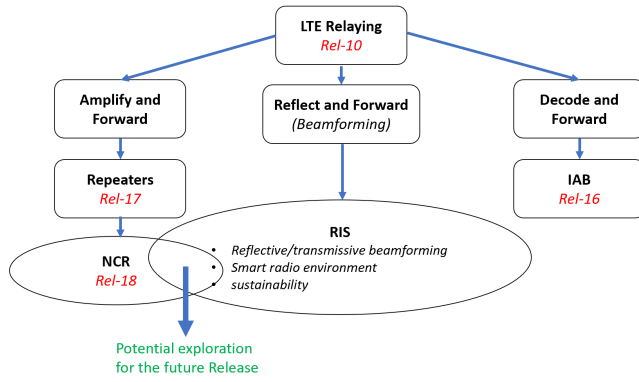 LTE Relaying
Rel-10
Amplify and
Forward
Reflect and Forward
(Beamforming)
Decode and
Forward
Repeaters
Rel-17
IAB
Rel-16
RIS
• Reflective/transmissive beamforming
• Smart radio environment
• sustainability
NCR
Rel-18
Potential exploration
for the future Release